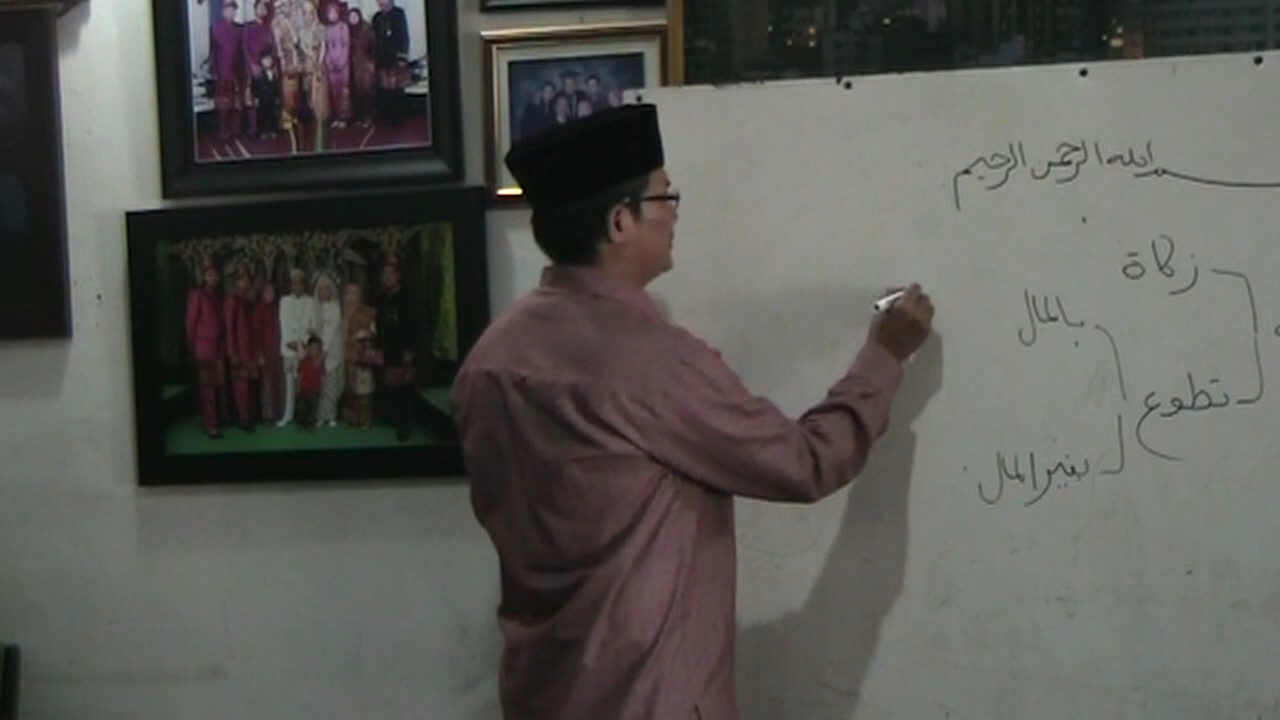 بسم الله الرحمن الرحيم
زكاة
بالمال
تطوع
بغير المال